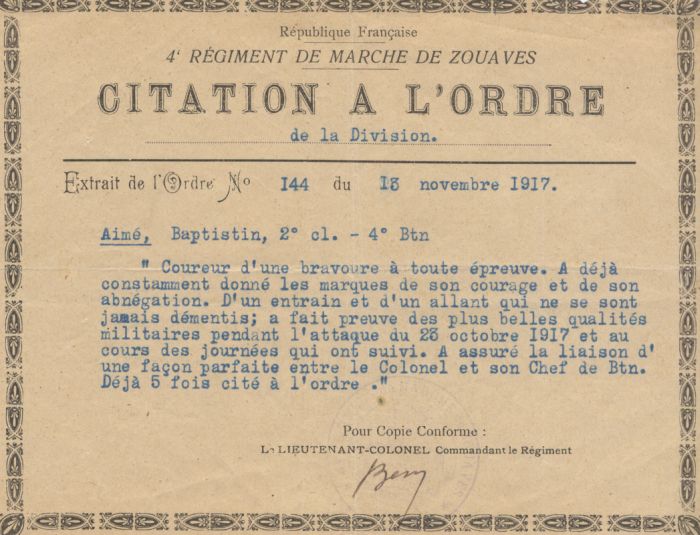 République Française
4ᵉ RÉGIMENT DE MARCHE DE ZOUAVES
CITATION A L'ORDRE
de la Division.
Extrait de l'Ordre No 144 du 13 novembre 1917.
Aimé, Baptistin, 2° cl. - 4° Btn
" Coureur d'une bravoure à toute épreuve. A déjà
constamment donné les marques de son courage et de son
abnégation. D'un entrain et d'un allant qui ne se sont
jamais démentis; a fait preuve des plus belles qualités
militaires pendant l'attaque du 23 octobre 1917 et au
cours des journées qui ont suivi. A assuré la liaison d'
une façon parfaite entre le Colonel et son Chef de Btn.
Déjà 5 fois cité à l'ordre ."
Pour Copie Conforme :
Le LIEUTENANT-COLONEL Commandant le Régiment